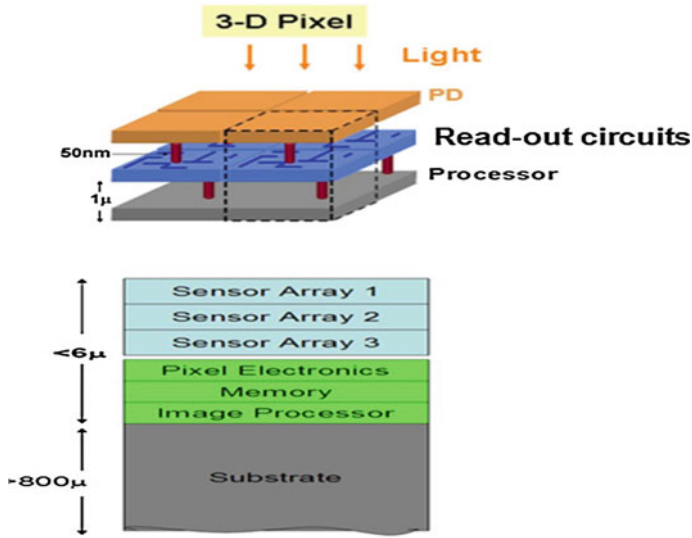 3-D Pixel
Light
PD
Read-out circuits
50nm
Processor
1μ
Sensor Array 1
Sensor Array 2
Sensor Array 3
<6μ
Pixel Electronics
Memory
Image Processor
Substrate
>800μ